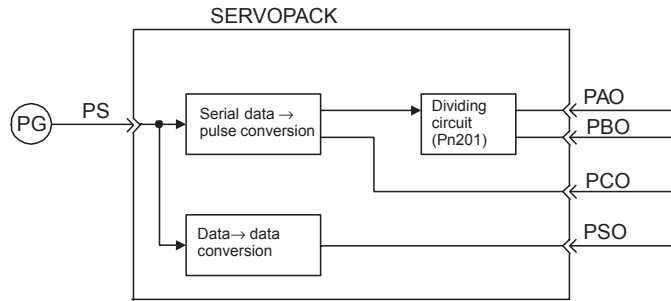 SERVOPACK
PG
PS
Serial data →
pulse conversion
Dividing
circuit
(Pn201)
PAO
PBO
PCO
Data→ data
conversion
PSO